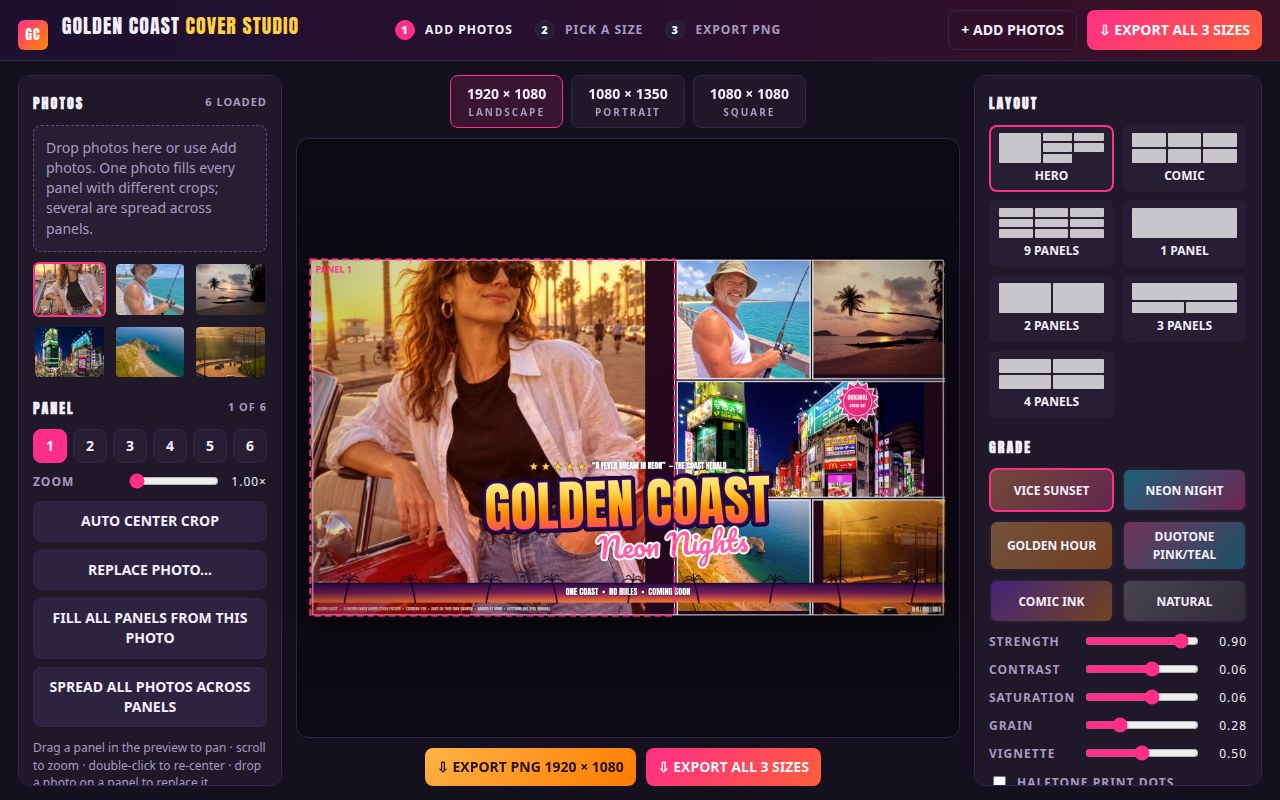 GC
GOLDEN COAST COVER STUDIO
1 ADD PHOTOS 2 PICK A SIZE 3 EXPORT PNG
+ ADD PHOTOS
⇩ EXPORT ALL 3 SIZES
PHOTOS 6 LOADED
Drop photos here or use Add
photos. One photo fills every
panel with different crops;
several are spread across
panels.
PANEL 1 OF 6
1 2 3 4 5 6
ZOOM 1.00×
AUTO CENTER CROP
REPLACE PHOTO...
FILL ALL PANELS FROM THIS
PHOTO
SPREAD ALL PHOTOS ACROSS
PANELS
Drag a panel in the preview to pan · scroll
to zoom · double-click to re-center · drop
a photo on a panel to replace it
1920 × 1080
LANDSCAPE
1080 × 1350
PORTRAIT
1080 × 1080
SQUARE
PANEL 1
ORIGINAL
★★★★★ "A FEVER DREAM IN NEON" — THE COAST HERALD
GOLDEN COAST
Neon Nights
ONE COAST • NO RULES • COMING SOON
⇩ EXPORT PNG 1920 × 1080
⇩ EXPORT ALL 3 SIZES
LAYOUT
HERO
COMIC
9 PANELS
1 PANEL
2 PANELS
3 PANELS
4 PANELS
GRADE
VICE SUNSET
NEON NIGHT
GOLDEN HOUR
DUOTONE
PINK/TEAL
COMIC INK
NATURAL
STRENGTH 0.90
CONTRAST 0.06
SATURATION 0.06
GRAIN 0.28
VIGNETTE 0.50
HALFTONE PRINT DOTS